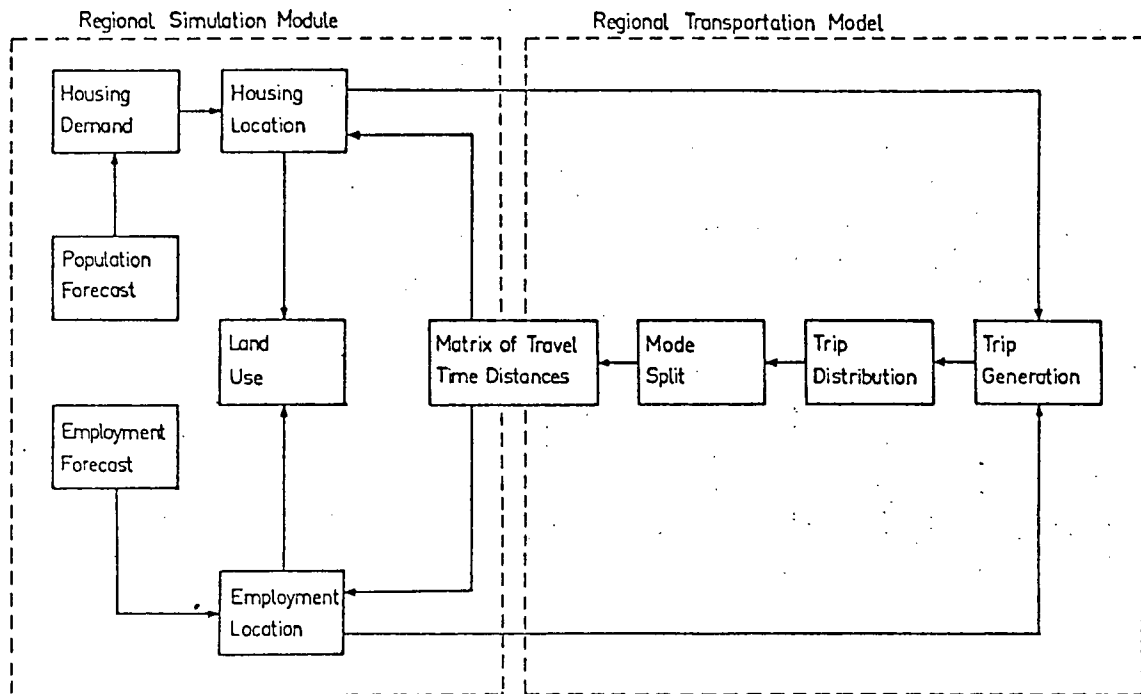 Regional Simulation Module
Regional Transportation Model
Housing
Demand
Housing
Location
Population
Forecast
Land
Use
Matrix of Travel
Time Distances
Mode
Split
Trip
Distribution
Trip
Generation
Employment
Forecast
Employment
Location